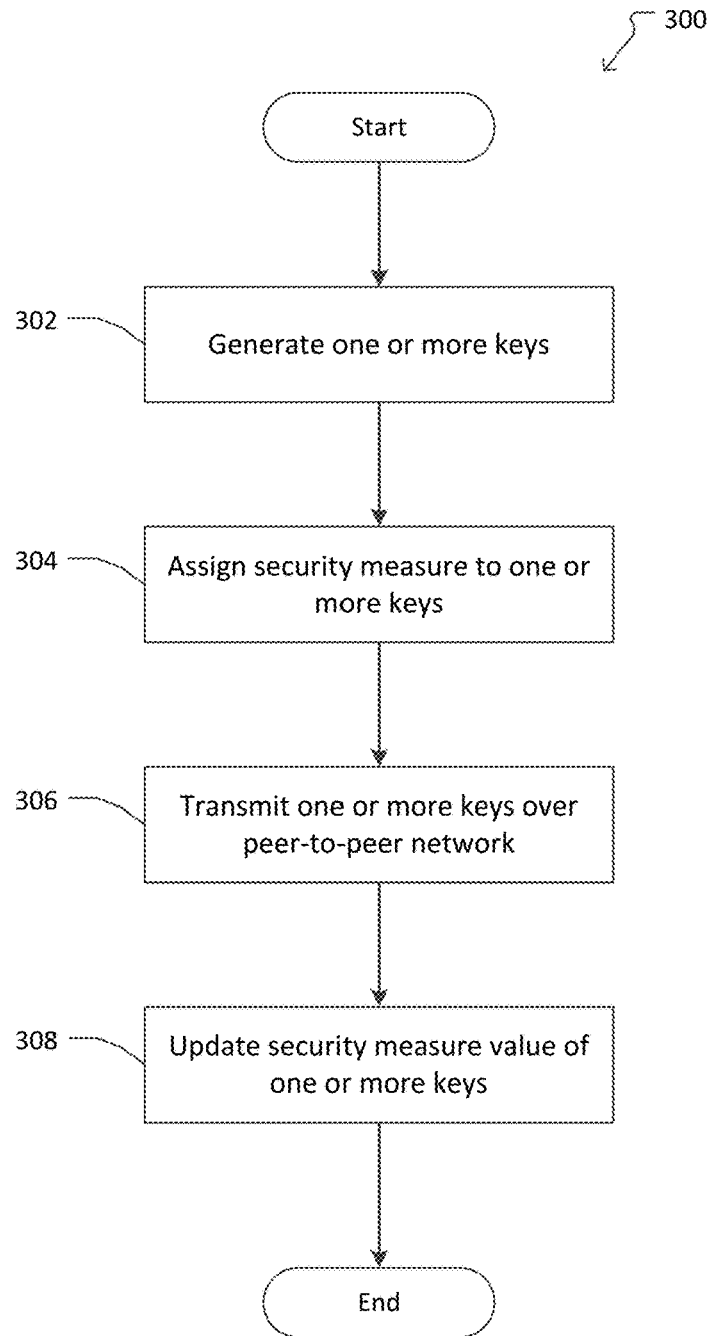 300
Start
302
Generate one or more keys
304
Assign security measure to one or
more keys
306
Transmit one or more keys over
peer-to-peer network
308
Update security measure value of
one or more keys
End